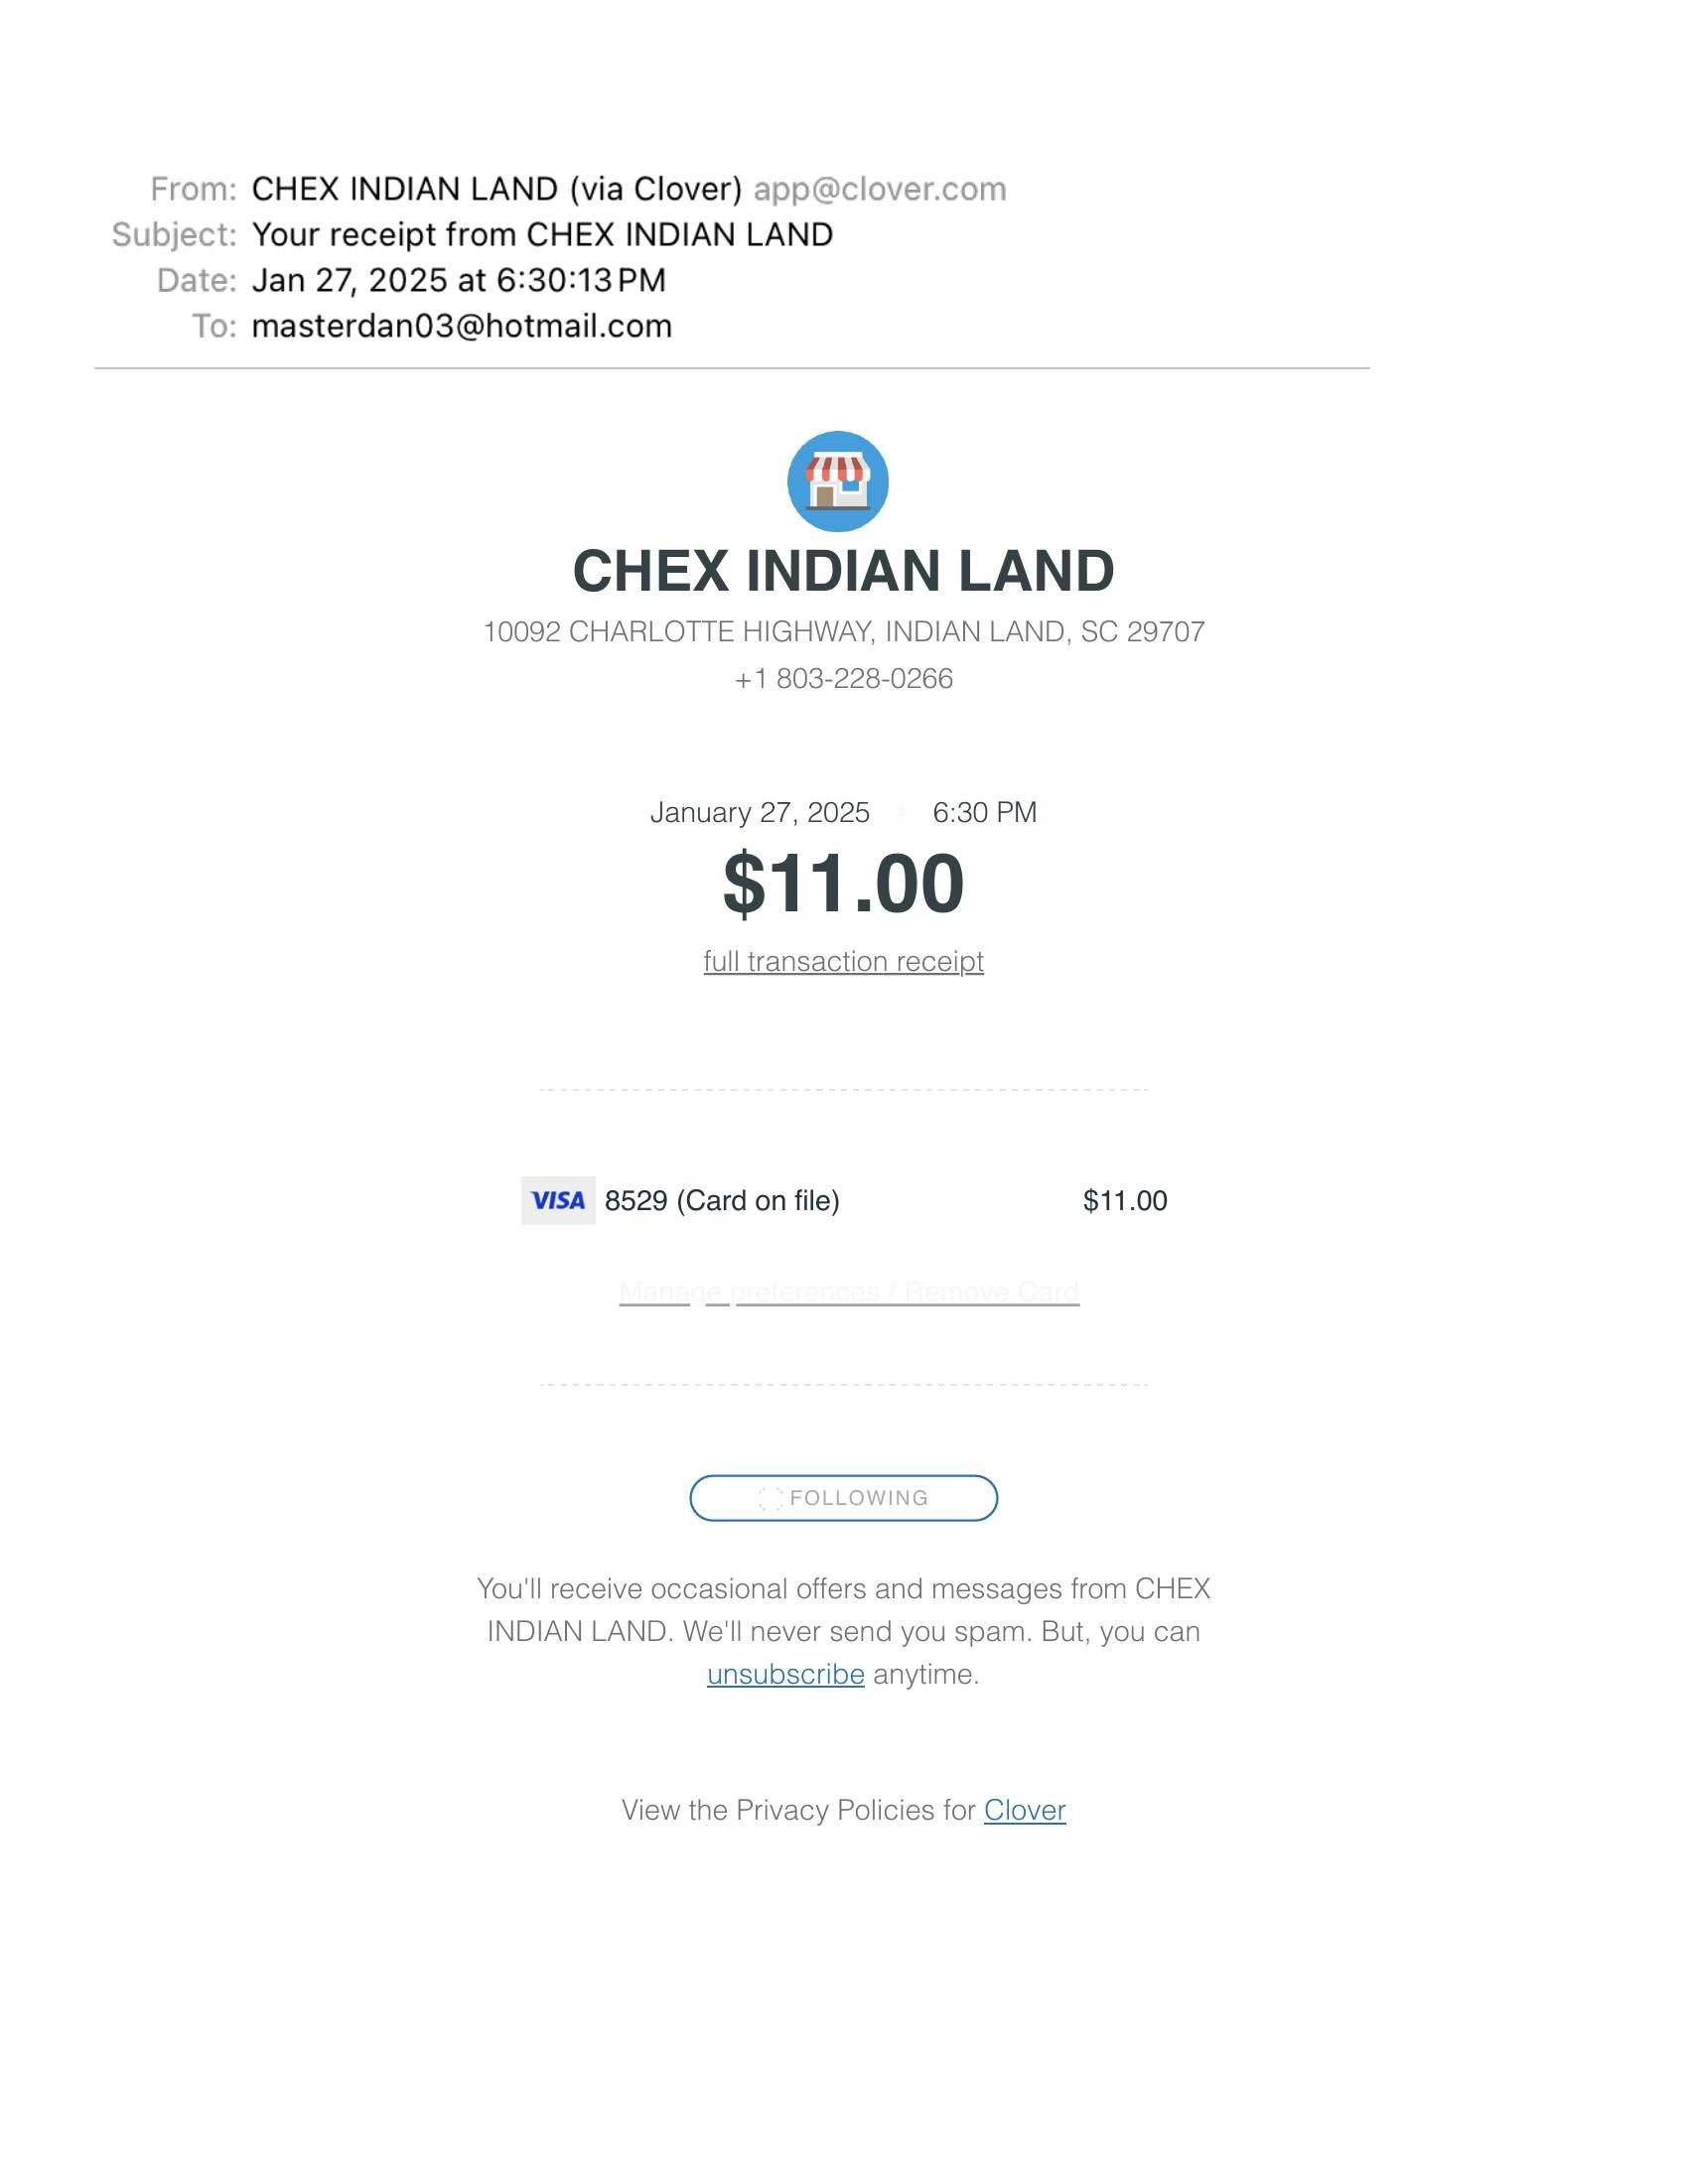 From: CHEX INDIAN LAND (via Clover) app@clover.com
Subject: Your receipt from CHEX INDIAN LAND
Date: Jan 27, 2025 at 6:30:13 PM
To: masterdan03@hotmail.com
CHEX INDIAN LAND
10092 CHARLOTTE HIGHWAY, INDIAN LAND, SC 29707
+1 803-228-0266
January 27, 2025 6:30 PM
$11.00
full transaction receipt
VISA 8529 (Card on file) $11.00
Manage preferences / Remove Card
FOLLOWING
You'll receive occasional offers and messages from CHEX
INDIAN LAND. We'll never send you spam. But, you can
unsubscribe anytime.
View the Privacy Policies for Clover